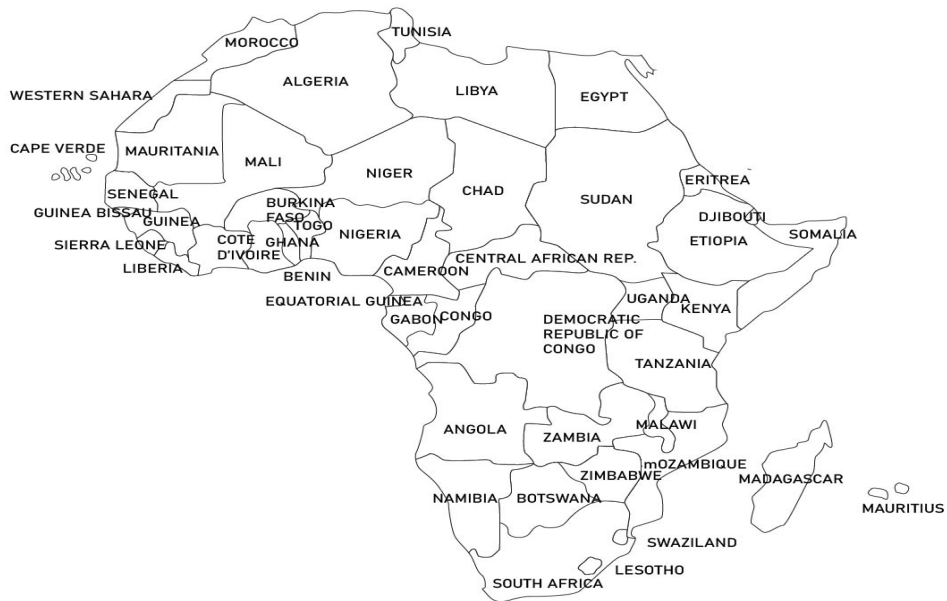 TUNISIA
MOROCCO
ALGERIA
LIBYA
EGYPT
WESTERN SAHARA
CAPE VERDE
MAURITANIA
MALI
NIGER
CHAD
SUDAN
ERITREA
SENEGAL
BURKINA
FASO
GUINEA BISSAU
GUINEA
TOGO
NIGERIA
DJIBOUTI
ETIOPIA
SOMALIA
SIERRA LEONE
COTE
D'IVOIRE
GHANA
LIBERIA
BENIN
CAMEROON
CENTRAL AFRICAN REP.
EQUATORIAL GUINEA
GABON
CONGO
DEMOCRATIC
REPUBLIC OF
CONGO
UGANDA
KENYA
TANZANIA
ANGOLA
ZAMBIA
MALAWI
mOZAMBIQUE
ZIMBABWE
MADAGASCAR
NAMIBIA
BOTSWANA
MAURITIUS
SWAZILAND
LESOTHO
SOUTH AFRICA